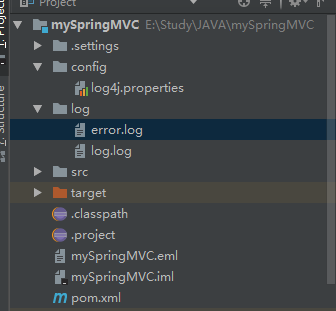 Project
mySpringMVC E:\Study\JAVA\mySpringMVC
.settings
config
log4j.properties
log
error.log
log.log
src
target
.classpath
.project
mySpringMVC.eml
mySpringMVC.iml
pom.xml